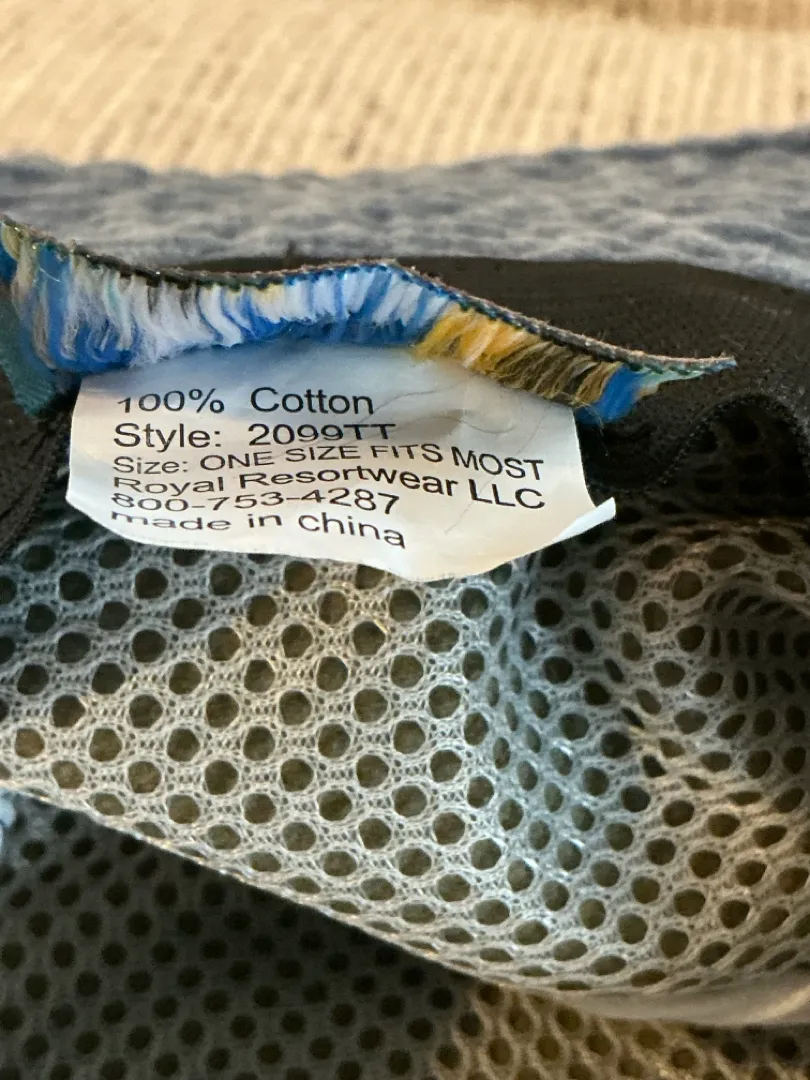 100% Cotton
Style: 2099TT
Size: ONE SIZE FITS MOST
Royal Resortwear LLC
800-753-4287
made in china